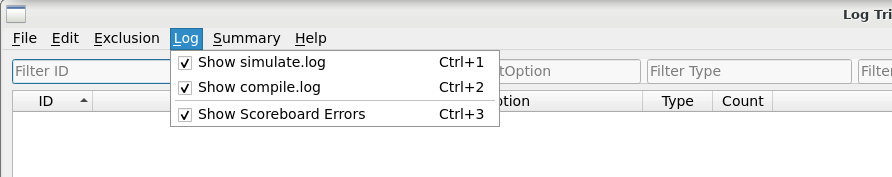 Log Tri
File Edit Exclusion Log Summary Help
Filter ID tOption Filter Type Filter
Show simulate.log Ctrl+1
Show compile.log Ctrl+2
ID ption Type Count
Show Scoreboard Errors Ctrl+3